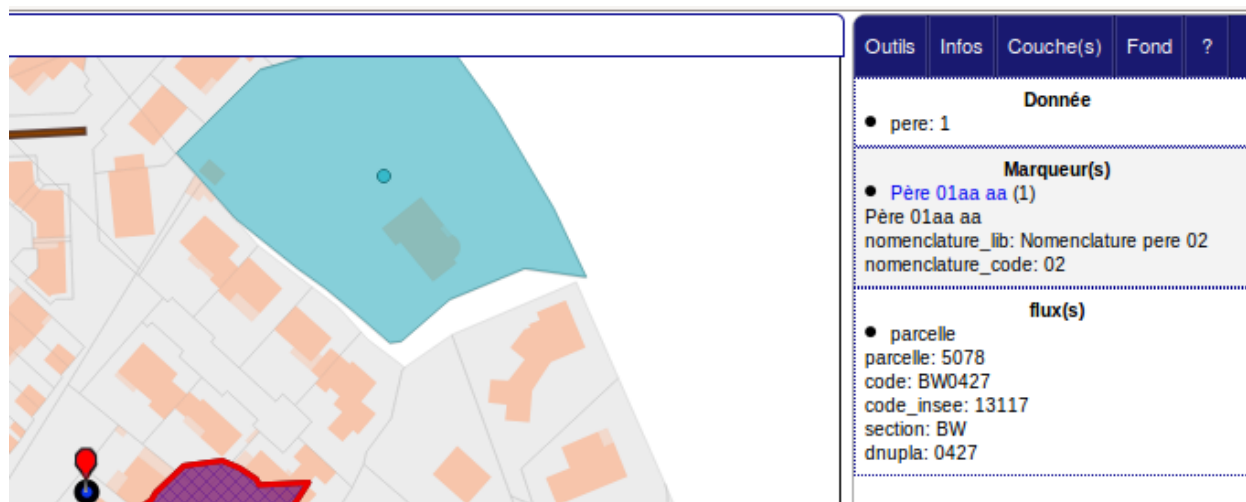 Outils Infos Couche(s) Fond ?
Donnée
pere: 1
Marqueur(s)
Père 01aa aa (1)
Père 01aa aa
nomenclature_lib: Nomenclature pere 02
nomenclature_code: 02
flux(s)
parcelle
parcelle: 5078
code: BW0427
code_insee: 13117
section: BW
dnupla: 0427